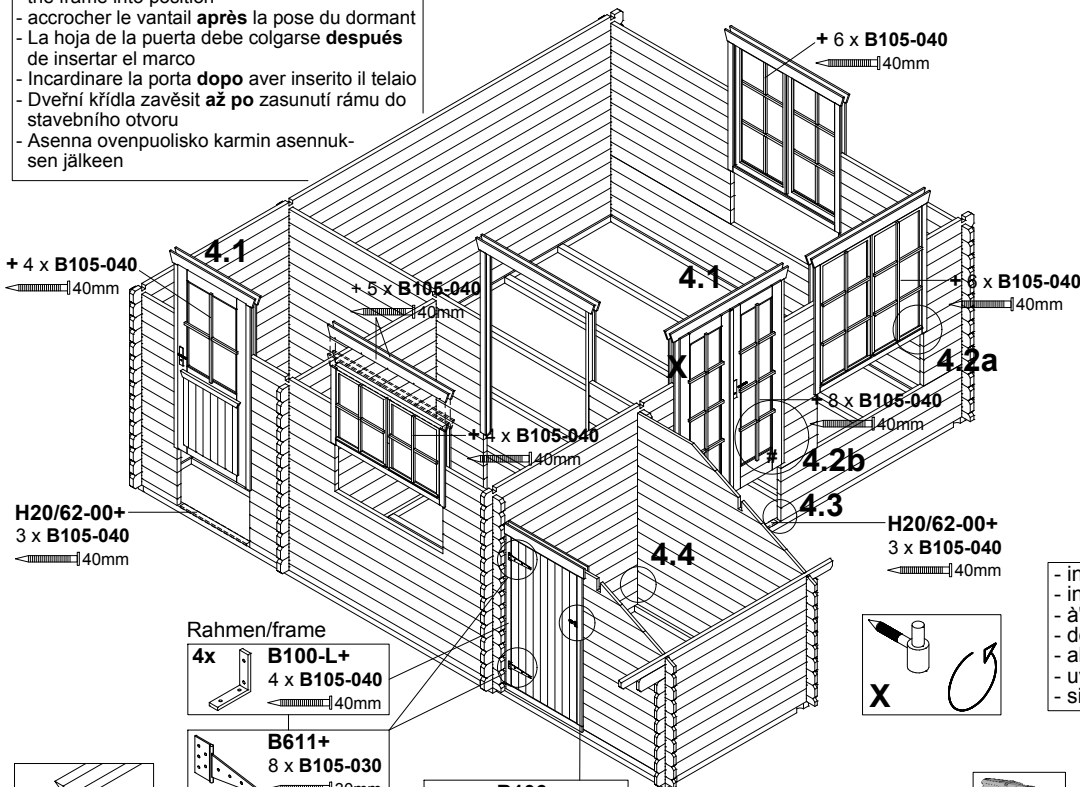 the frame into position
- accrocher le vantail après la pose du dormant
- La hoja de la puerta debe colgarse después
de insertar el marco
- Incardinare la porta dopo aver inserito il telaio
- Dveřní křídla zavěsit až po zasunutí rámu do
stavebního otvoru
- Asenna ovenpuolisko karmin asennuk-
sen jälkeen
+ 6 x B105-040
40mm
4.1
+ 4 x B105-040
40mm
+ 5 x B105-040
40mm
4.1
+ 6 x B105-040
40mm
X
4.2a
+ 8 x B105-040
40mm
+ 4 x B105-040
40mm
#
4.2b
4.3
H20/62-00+
3 x B105-040
40mm
H20/62-00+
3 x B105-040
40mm
4.4
Rahmen/frame
4x
B100-L+
4 x B105-040
40mm
X
B611+
8 x B105-030